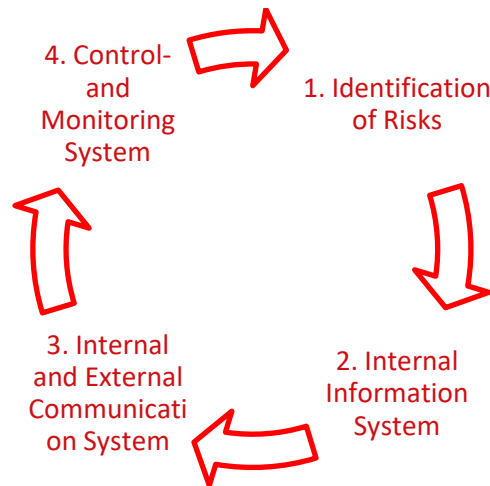 4. Control-
and
Monitoring
System
1. Identification
of Risks
2. Internal
Information
System
3. Internal
and External
Communicati
on System